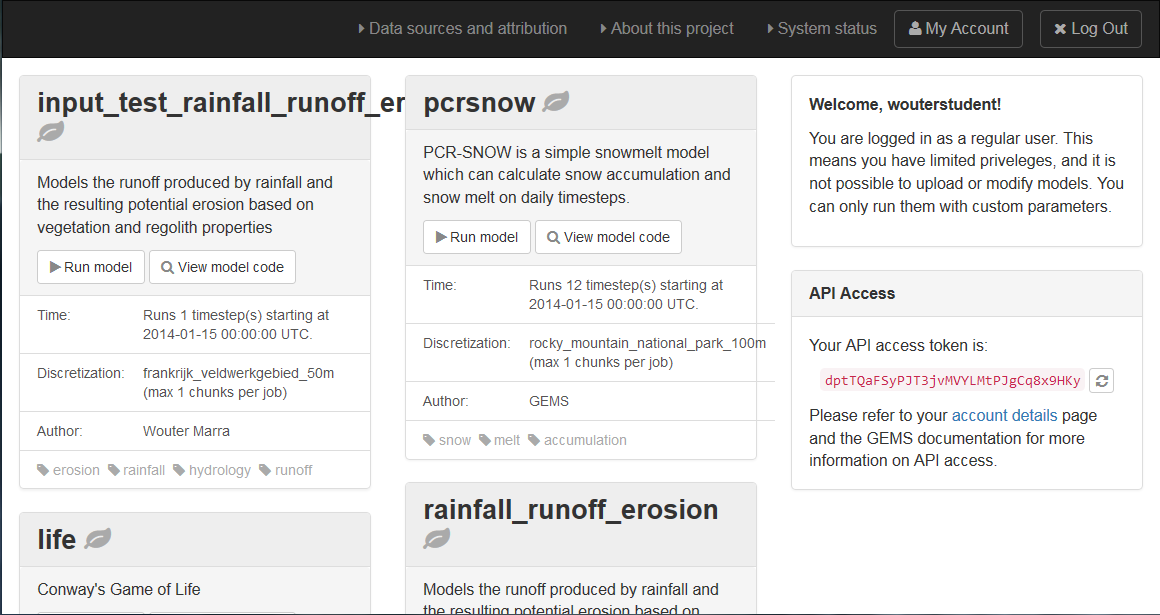 Data sources and attribution
About this project
System status
My Account
Log Out
input_test_rainfall_runoff_er
Models the runoff produced by rainfall and
the resulting potential erosion based on
vegetation and regolith properties
Run model
View model code
Time:
Runs 1 timestep(s) starting at
2014-01-15 00:00:00 UTC.
Discretization:
frankrijk_veldwerkgebied_50m
(max 1 chunks per job)
Author:
Wouter Marra
erosion rainfall hydrology runoff
life
Conway's Game of Life
pcrsnow
PCR-SNOW is a simple snowmelt model
which can calculate snow accumulation and
snow melt on daily timesteps.
Run model
View model code
Time:
Runs 12 timestep(s) starting at
2014-01-15 00:00:00 UTC.
Discretization:
rocky_mountain_national_park_100m
(max 1 chunks per job)
Author:
GEMS
snow melt accumulation
rainfall_runoff_erosion
Models the runoff produced by rainfall and
the resulting potential erosion based on
Welcome, wouterstudent!
You are logged in as a regular user. This
means you have limited priveleges, and it is
not possible to upload or modify models. You
can only run them with custom parameters.
API Access
Your API access token is:
dptTQaFSyPJT3jvMVYLMtPJgCq8x9HKy
Please refer to your account details page
and the GEMS documentation for more
information on API access.